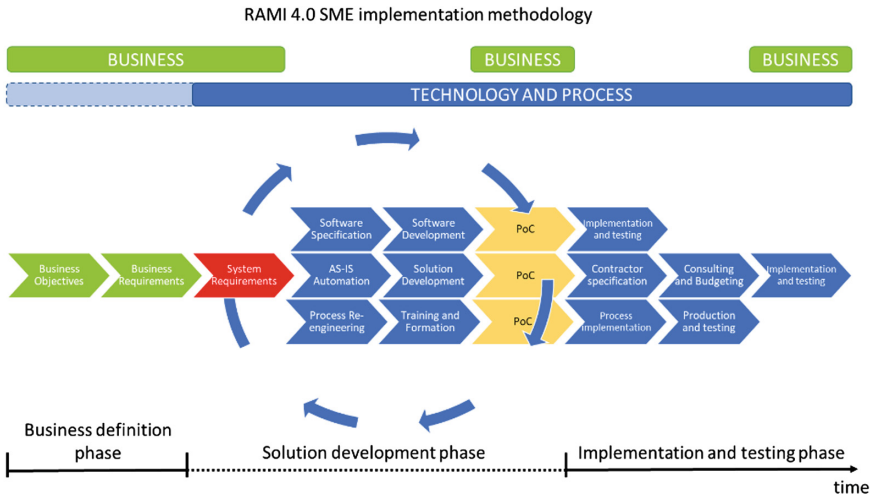 RAMI 4.0 SME implementation methodology
BUSINESS
BUSINESS
BUSINESS
TECHNOLOGY AND PROCESS
Software
Specification
Software
Development
PoC
Implementation
and testing
Business
Objectives
Business
Requirements
System
Requirements
AS-IS
Automation
Solution
Development
PoC
Contractor
specification
Consulting
and Budgeting
Implementation
and testing
Process Re-
engineering
Training and
Formation
PoC
Process
implementation
Production
and testing
Business definition
phase
Solution development phase
Implementation and testing phase
time